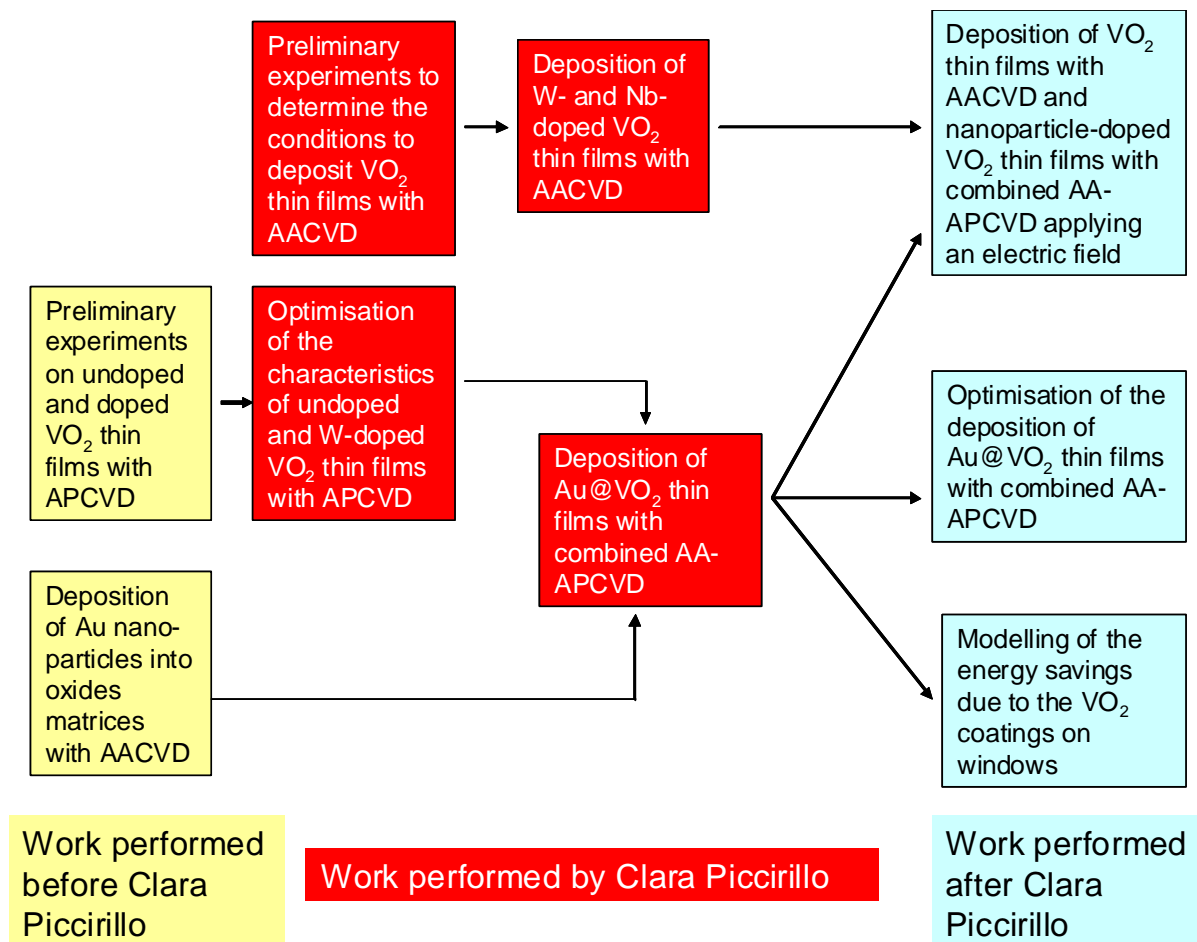 Preliminary
experiments to
determine the
conditions to
deposit VO₂
thin films with
AACVD
Deposition of
W- and Nb-
doped VO₂
thin films with
AACVD
Deposition of VO₂
thin films with
AACVD and
nanoparticle-doped
VO₂ thin films with
combined AA-
APCVD applying
an electric field
Preliminary
experiments
on undoped
and doped
VO₂ thin
films with
APCVD
Optimisation
of the
characteristics
of undoped
and W-doped
VO₂ thin films
with APCVD
Deposition of
Au@VO₂ thin
films with
combined AA-
APCVD
Optimisation of the
deposition of
Au@VO₂ thin films
with combined AA-
APCVD
Deposition
of Au nano-
particles into
oxides
matrices
with AACVD
Modelling of the
energy savings
due to the VO₂
coatings on
windows
Work performed
before Clara
Piccirillo
Work performed by Clara Piccirillo
Work performed
after Clara
Piccirillo